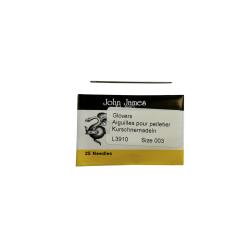 John James
Glovers
Aiguilles pour pelletier
Kurschnernadeln
L3910 Size 003
25 Needles